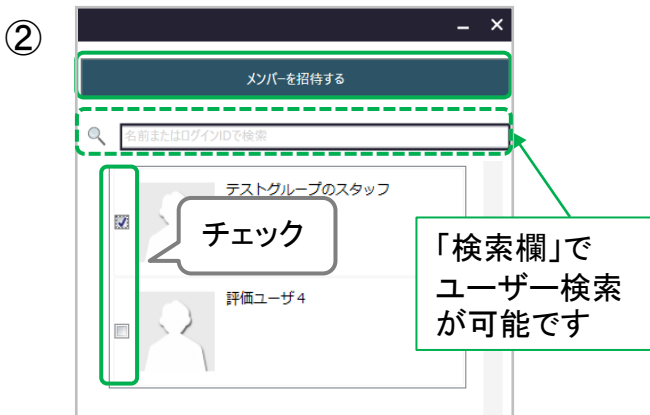 ②
メンバーを招待する
名前またはログインIDで検索
テストグループのスタッフ
チェック
「検索欄」で
ユーザー検索
が可能です
評価ユーザ４